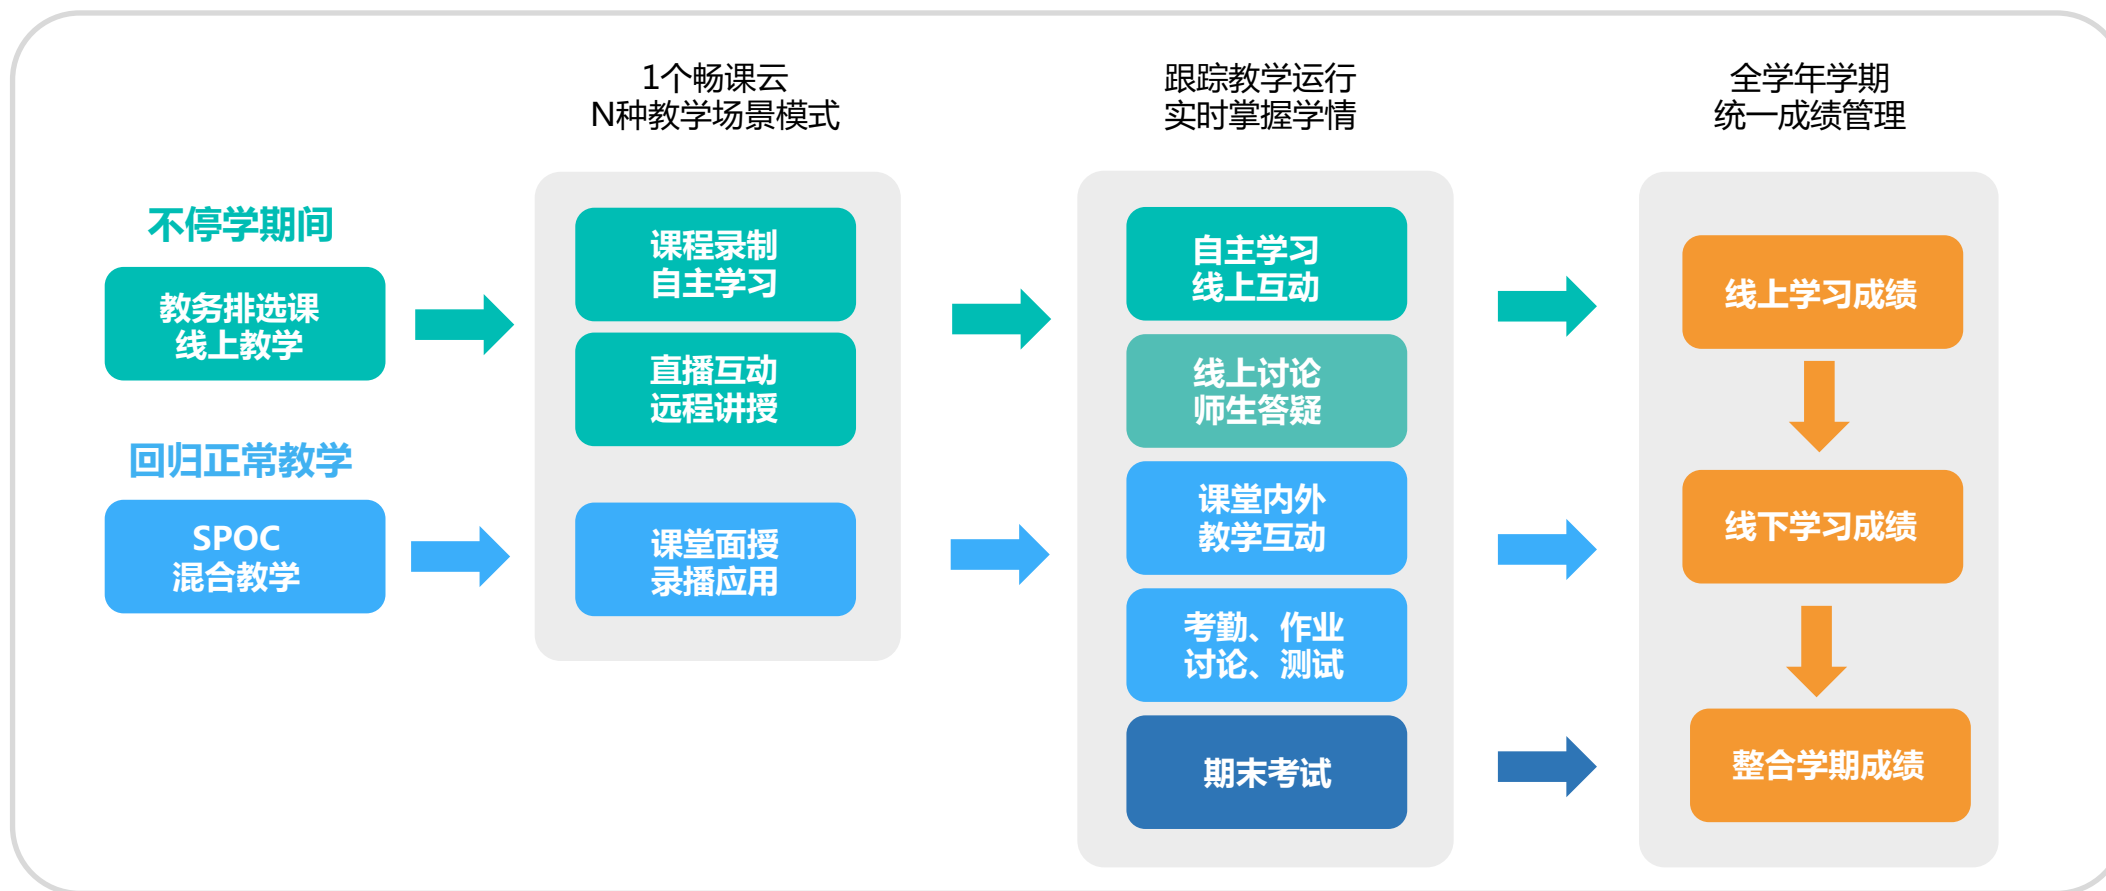 1个畅课云
N种教学场景模式
跟踪教学运行
实时掌握学情
全学年学期
统一成绩管理
不停学期间
教务排选课
线上教学
回归正常教学
SPOC
混合教学
课程录制
自主学习
直播互动
远程讲授
课堂面授
录播应用
自主学习
线上互动
线上讨论
师生答疑
课堂内外
教学互动
考勤、作业
讨论、测试
期末考试
线上学习成绩
线下学习成绩
整合学期成绩